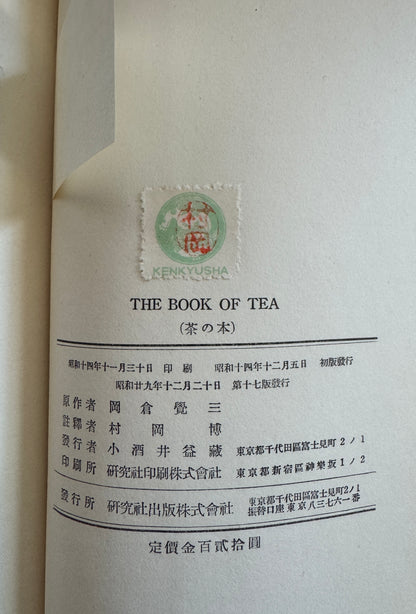 村岡
KENKYUSHA
THE BOOK OF TEA
(茶の本)
昭和十四年十一月三十日 印刷 昭和十四年十二月五日 初版發行
昭和廿九年十二月二十日 第十七版發行
原作者 岡倉覺三
註釋者 村岡博
發行者 小酒井益藏 東京都千代田區富士見町2ノ1
印刷所 研究社印刷株式會社 東京都新宿區神樂坂1ノ2
發行所 研究社出版株式會社 東京都千代田區富士見町2ノ1
振替口座東京八三七六一番
定價金百貳拾圓